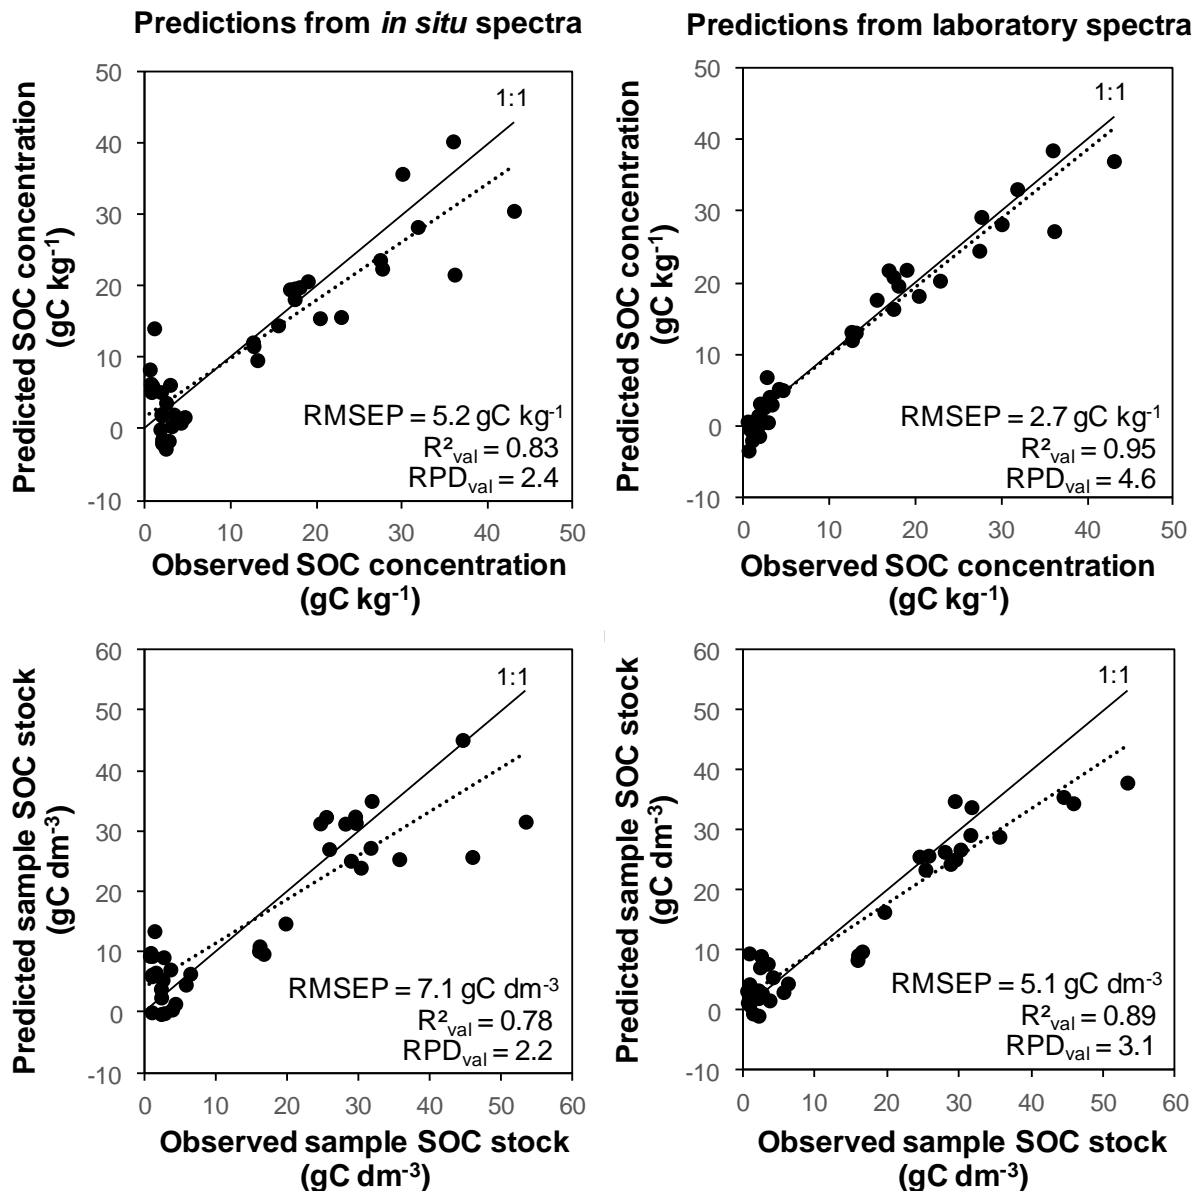 Predictions from in situ spectra
Predicted SOC concentration
(gC kg-1)
50
40
30
20
10
0
-10
1:1
RMSEP = 5.2 gC kg-1
R²val = 0.83
RPDval = 2.4
0 10 20 30 40 50
Observed SOC concentration
(gC kg-1)
Predictions from laboratory spectra
Predicted SOC concentration
(gC kg-1)
50
40
30
20
10
0
-10
1:1
RMSEP = 2.7 gC kg-1
R²val = 0.95
RPDval = 4.6
0 10 20 30 40 50
Observed SOC concentration
(gC kg-1)
Predicted sample SOC stock
(gC dm-3)
60
50
40
30
20
10
0
-10
1:1
RMSEP = 7.1 gC dm-3
R²val = 0.78
RPDval = 2.2
0 10 20 30 40 50 60
Observed sample SOC stock
(gC dm-3)
Predicted sample SOC stock
(gC dm-3)
60
50
40
30
20
10
0
-10
1:1
RMSEP = 5.1 gC dm-3
R²val = 0.89
RPDval = 3.1
0 10 20 30 40 50 60
Observed sample SOC stock
(gC dm-3)